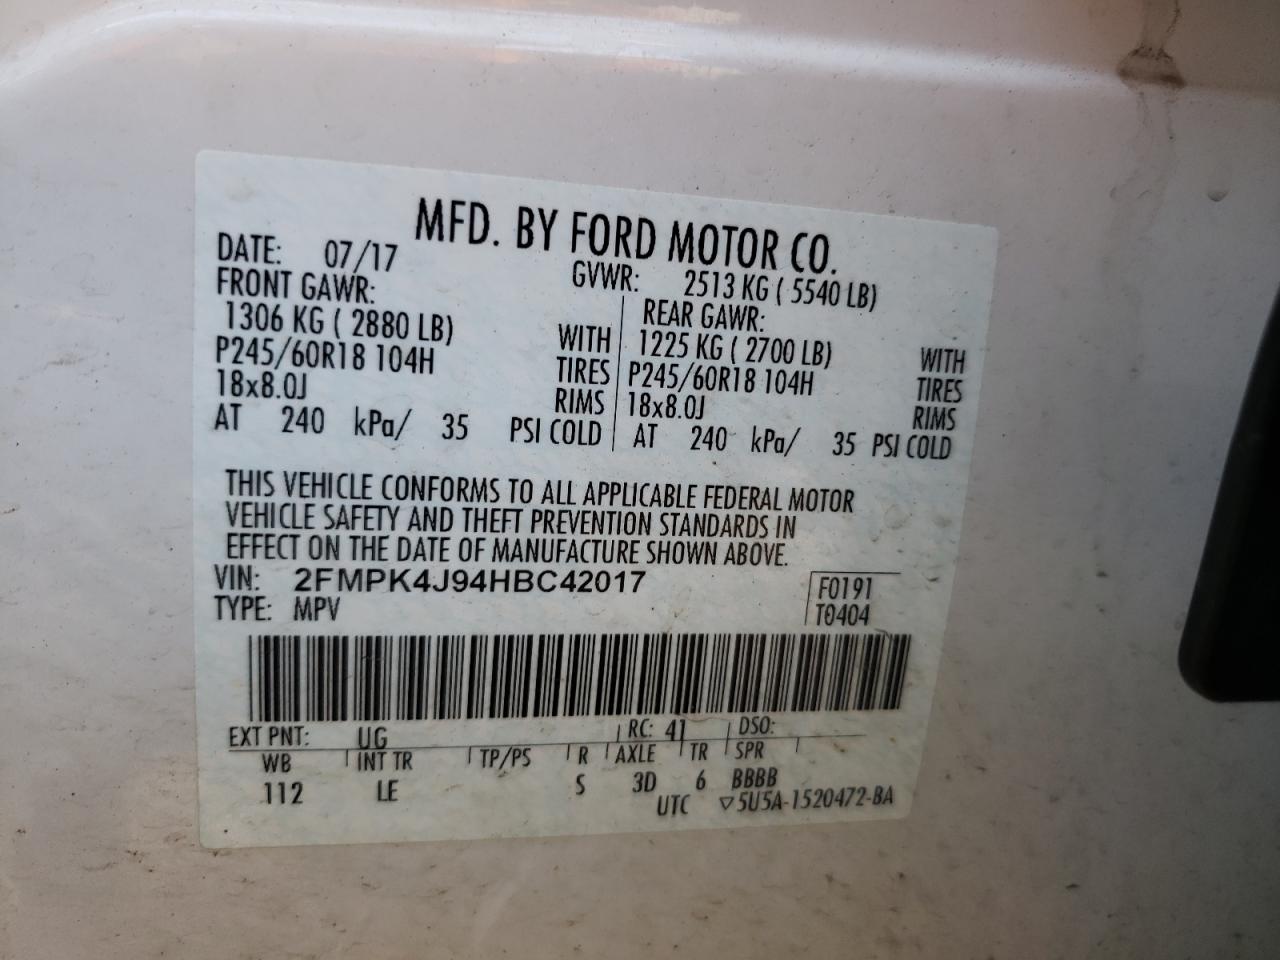 MFD. BY FORD MOTOR CO.
DATE: 07/17 GVWR: 2513 KG ( 5540 LB)
FRONT GAWR: REAR GAWR:
1306 KG ( 2880 LB) WITH 1225 KG ( 2700 LB) WITH
P245/60R18 104H TIRES P245/60R18 104H TIRES
18x8.0J RIMS 18x8.0J RIMS
AT 240 kPa/ 35 PSI COLD AT 240 kPa/ 35 PSI COLD
THIS VEHICLE CONFORMS TO ALL APPLICABLE FEDERAL MOTOR
VEHICLE SAFETY AND THEFT PREVENTION STANDARDS IN
EFFECT ON THE DATE OF MANUFACTURE SHOWN ABOVE.
VIN: 2FMPK4J94HBC42017 F0191
TYPE: MPV T0404
EXT PNT: UG RC: 41 DSO:
WB INT TR TP/PS R AXLE TR SPR
112 LE S 3D 6 BBBB
UTC ▽5U5A-1520472-BA